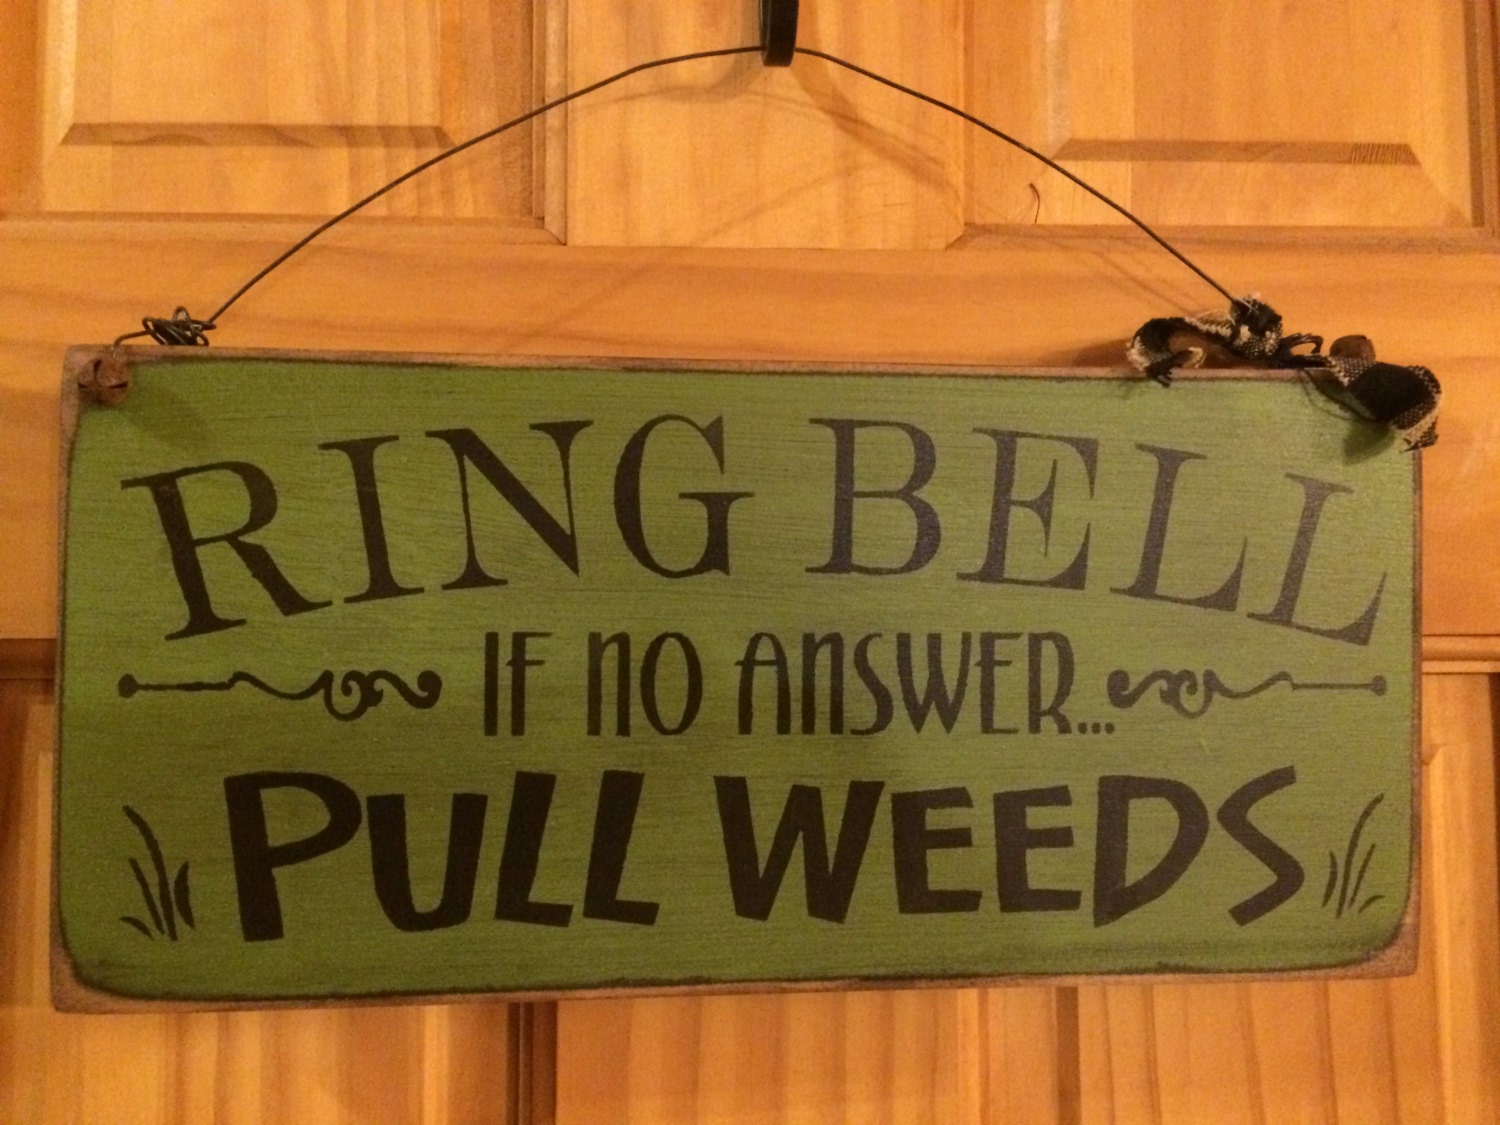 RING BELL
IF NO ANSWER...
PULL WEEDS